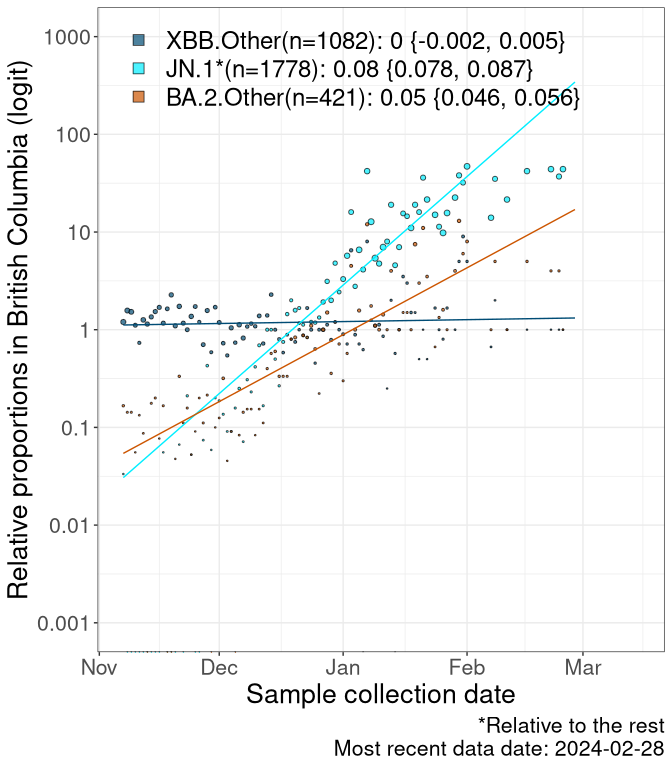 1000
100
10
1
0.1
0.01
0.001
Relative proportions in British Columbia (logit)
XBB.Other(n=1082): 0 {-0.002, 0.005}
JN.1*(n=1778): 0.08 {0.078, 0.087}
BA.2.Other(n=421): 0.05 {0.046, 0.056}
Nov Dec Jan Feb Mar
Sample collection date
*Relative to the rest
Most recent data date: 2024-02-28